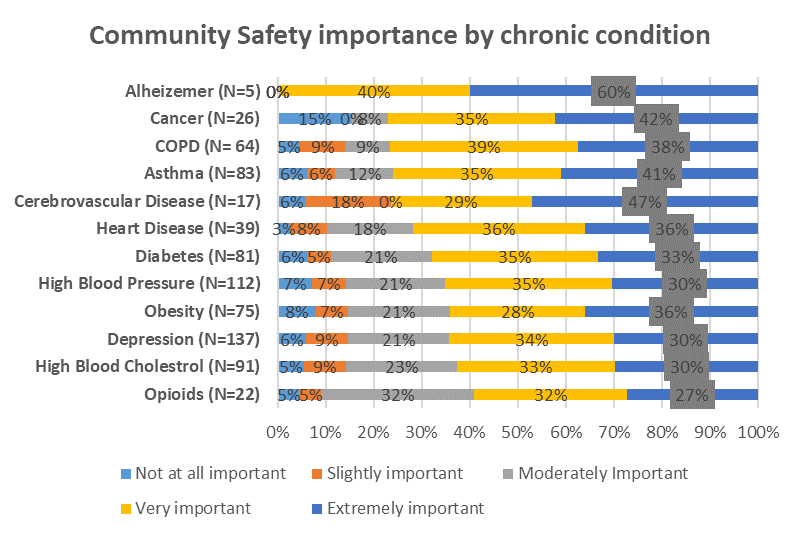 Community Safety importance by chronic condition
Alheizemer (N=5) 0% 40% 60%
Cancer (N=26) 15% 0% 8% 35% 42%
COPD (N= 64) 5% 9% 9% 39% 38%
Asthma (N=83) 6% 6% 12% 35% 41%
Cerebrovascular Disease (N=17) 6% 18% 0% 29% 47%
Heart Disease (N=39) 3% 8% 18% 36% 36%
Diabetes (N=81) 6% 5% 21% 35% 33%
High Blood Pressure (N=112) 7% 7% 21% 35% 30%
Obesity (N=75) 8% 7% 21% 28% 36%
Depression (N=137) 6% 9% 21% 34% 30%
High Blood Cholestrol (N=91) 5% 9% 23% 33% 30%
Opioids (N=22) 5% 5% 32% 32% 27%
0% 10% 20% 30% 40% 50% 60% 70% 80% 90% 100%
Not at all important Slightly important Moderately Important
Very important Extremely important